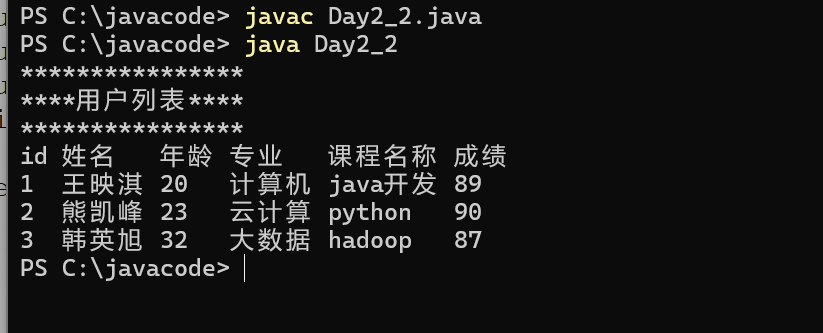 PS C:\javacode> javac Day2_2.java
PS C:\javacode> java Day2_2
****************
****用户列表****
****************
id 姓名   年龄 专业   课程名称 成绩
1  王映淇 20   计算机 java开发 89
2  熊凯峰 23   云计算 python   90
3  韩英旭 32   大数据 hadoop   87
PS C:\javacode>